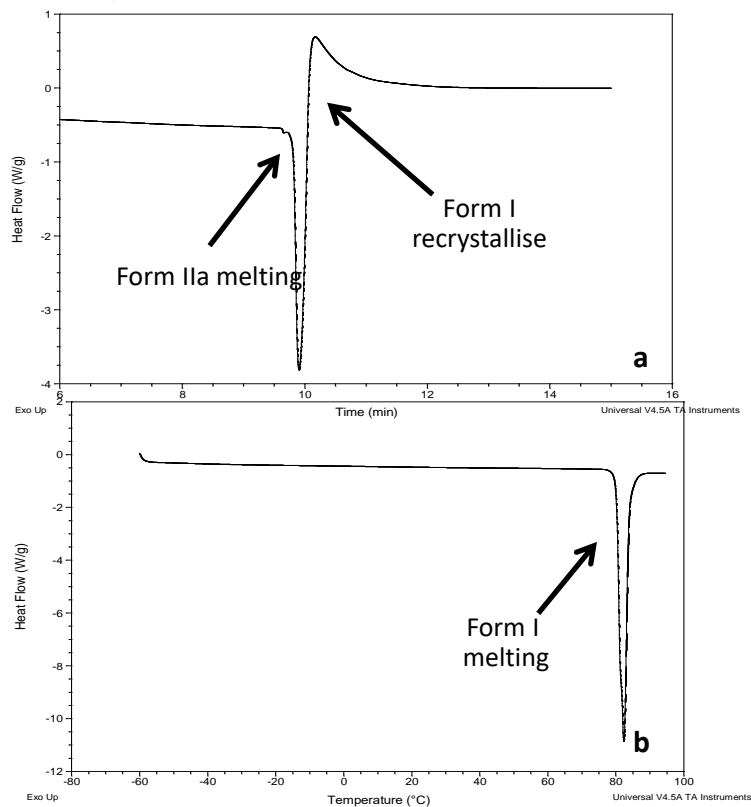 1
0
-1
-2
-3
-4
Heat Flow (W/g)
Form I
recrystallise
Form IIa melting
a
6 8 10 12 14 16
Exo Up Time (min) Universal V4.5A TA Instruments
2
0
-2
-4
-6
-8
-10
-12
Heat Flow (W/g)
Form I
melting
b
-80 -60 -40 -20 0 20 40 60 80 100
Exo Up Temperature (°C) Universal V4.5A TA Instruments